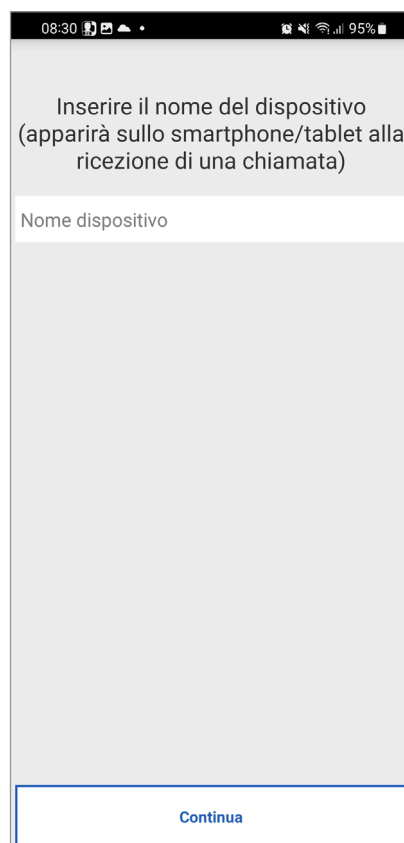 08:30
95%
Inserire il nome del dispositivo
(apparirà sullo smartphone/tablet alla
ricezione di una chiamata)
Nome dispositivo
Continua